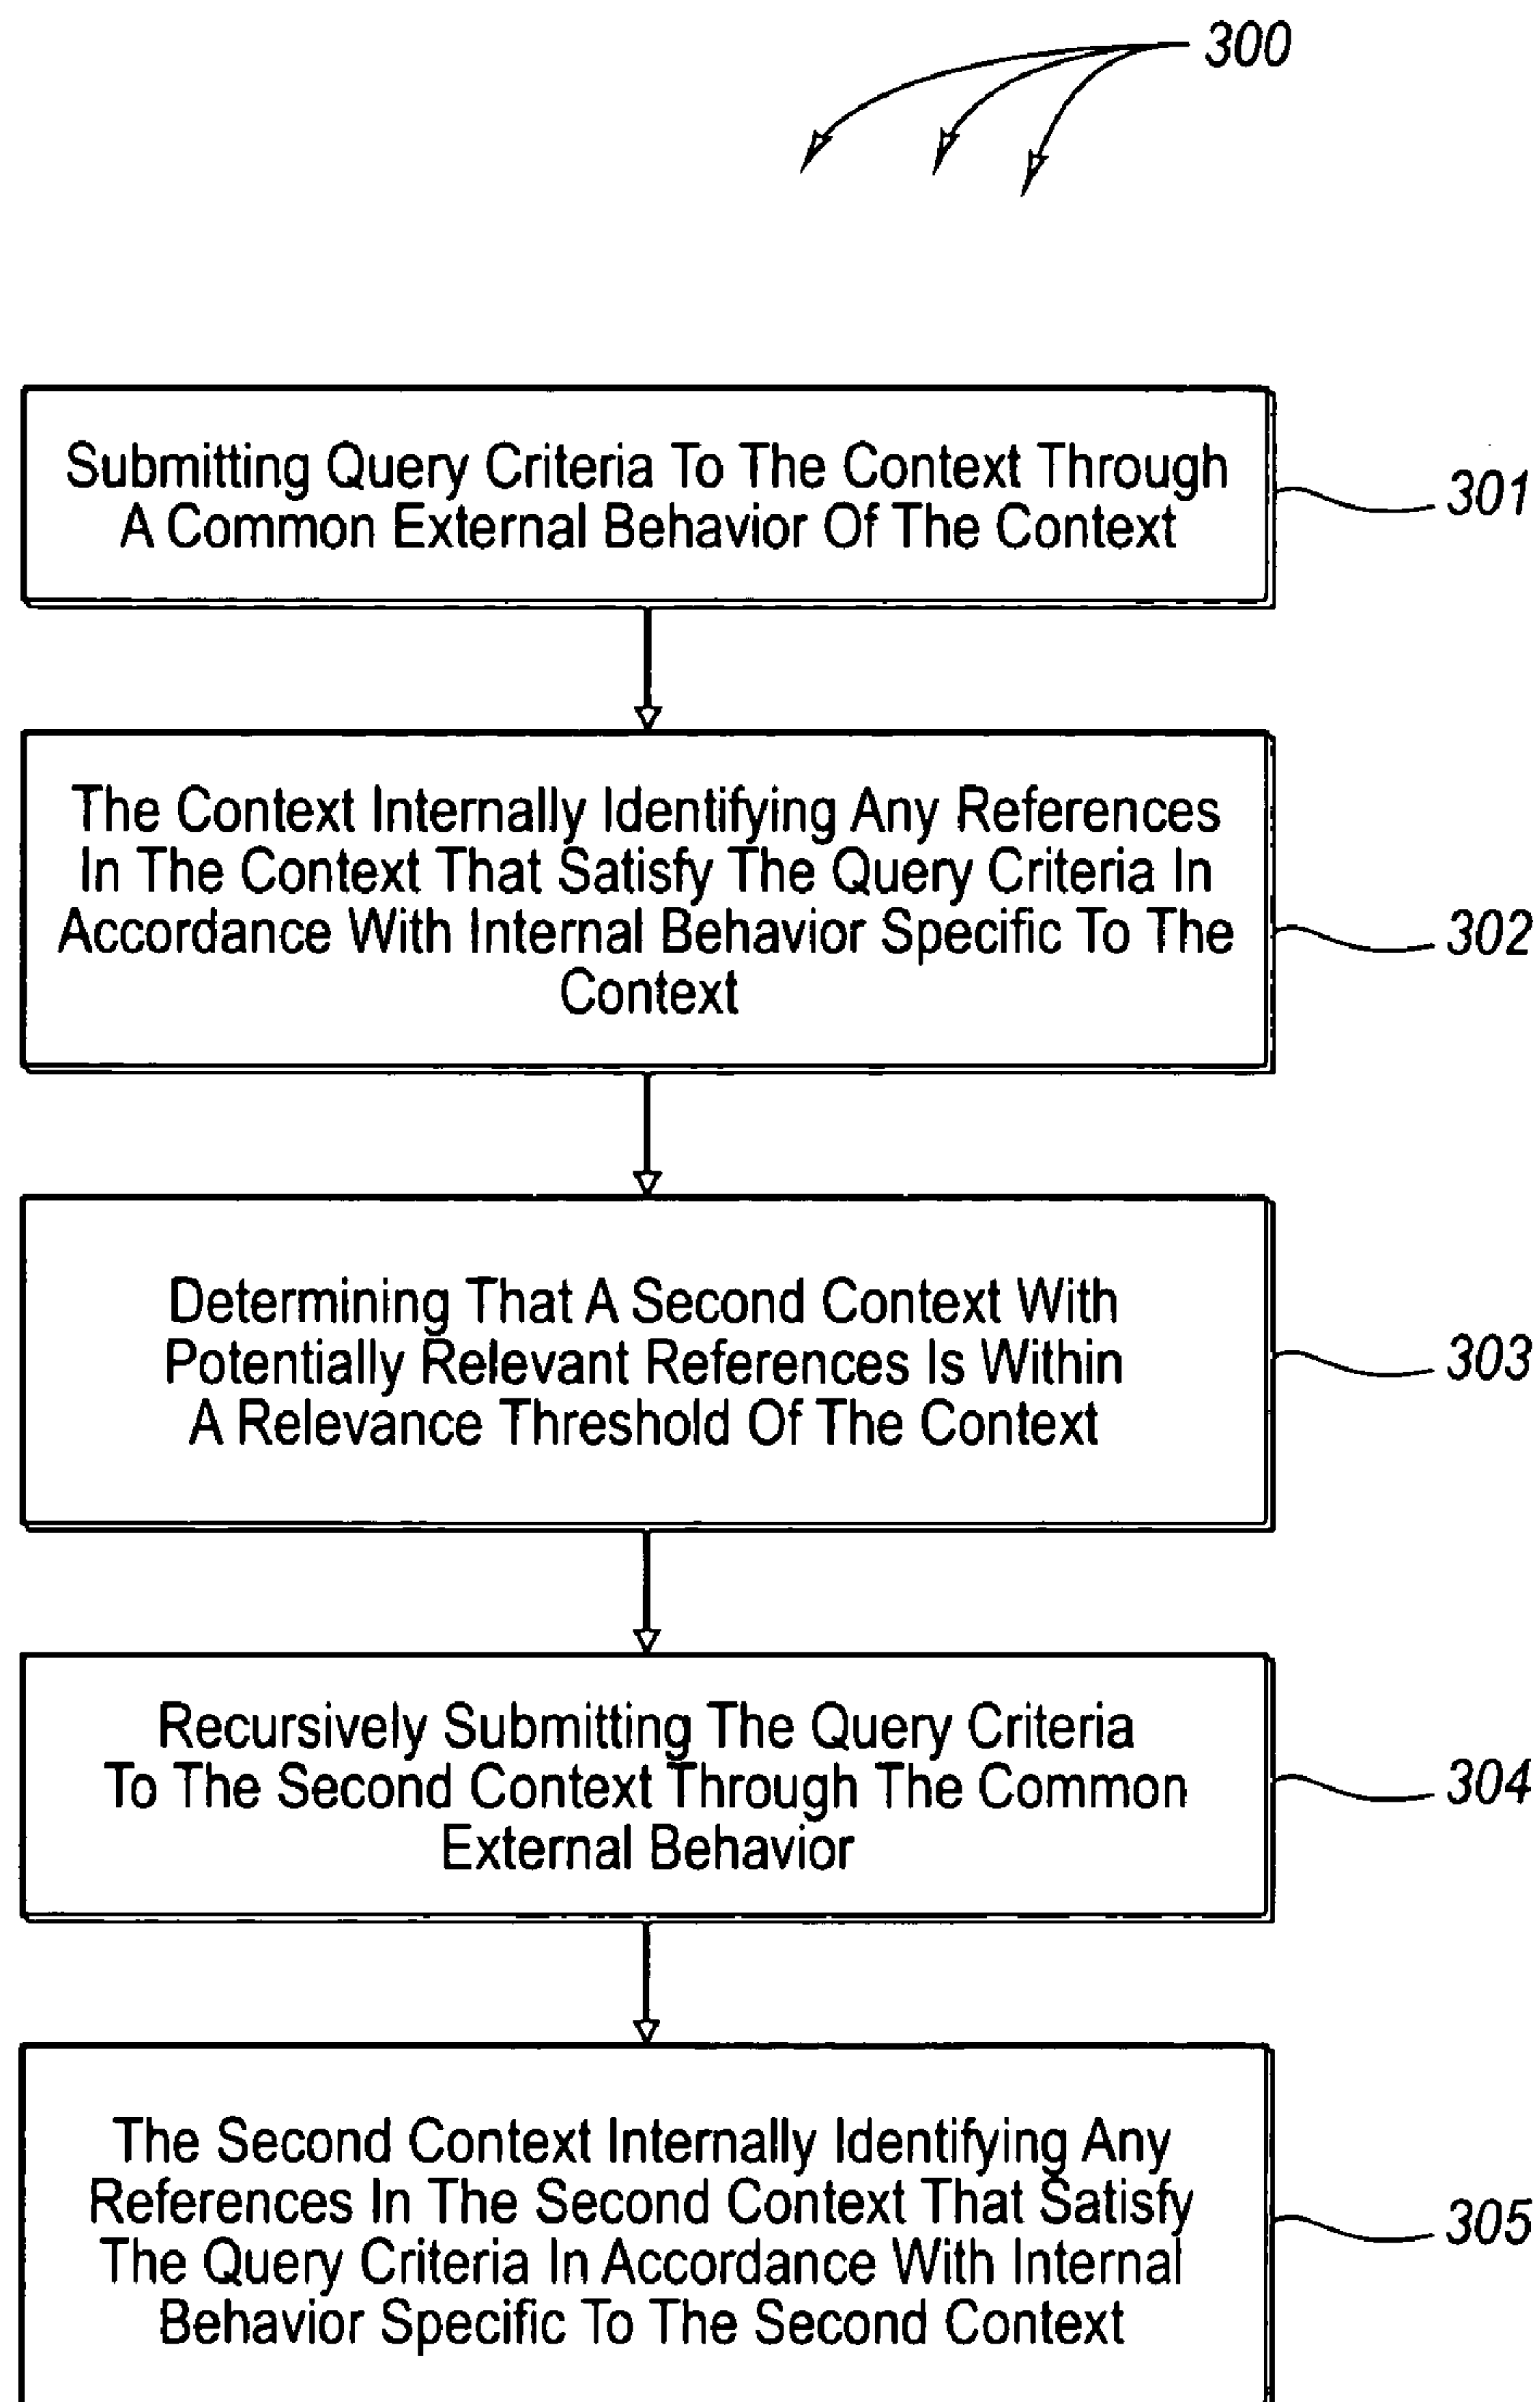 300
Submitting Query Criteria To The Context Through
A Common External Behavior Of The Context
301
The Context Internally Identifying Any References
In The Context That Satisfy The Query Criteria In
Accordance With Internal Behavior Specific To The
Context
302
Determining That A Second Context With
Potentially Relevant References Is Within
A Relevance Threshold Of The Context
303
Recursively Submitting The Query Criteria
To The Second Context Through The Common
External Behavior
304
The Second Context Internally Identifying Any
References In The Second Context That Satisfy
The Query Criteria In Accordance With Internal
Behavior Specific To The Second Context
305